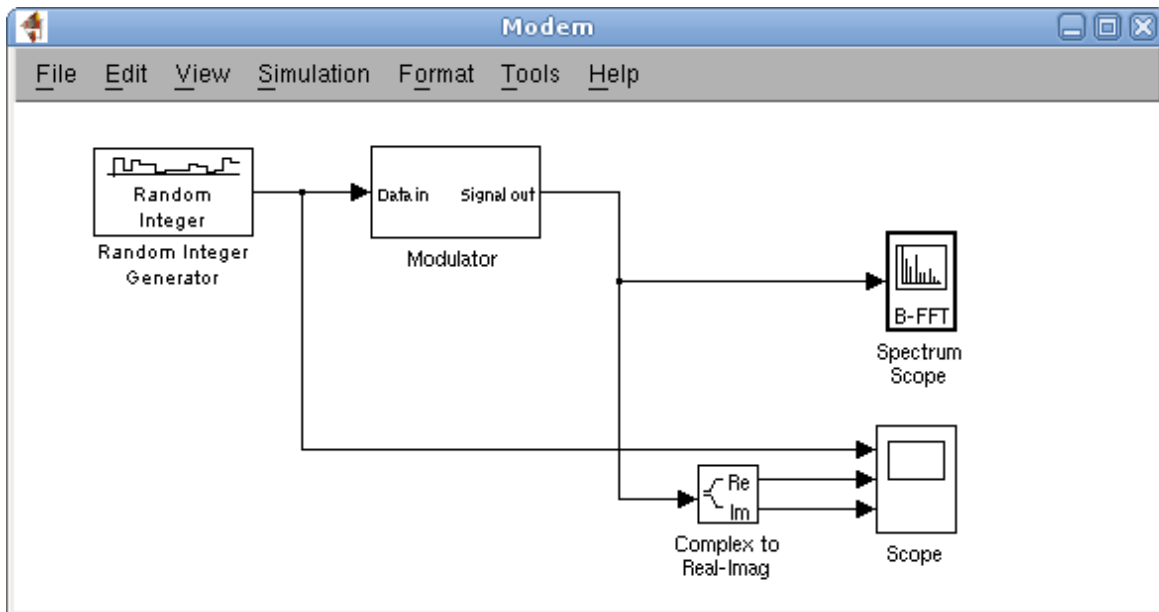 Modem
File Edit View Simulation Format Tools Help
Random
Integer
Random Integer
Generator
Data in Signal out
Modulator
B-FFT
Spectrum
Scope
Re
Im
Complex to
Real-Imag
Scope